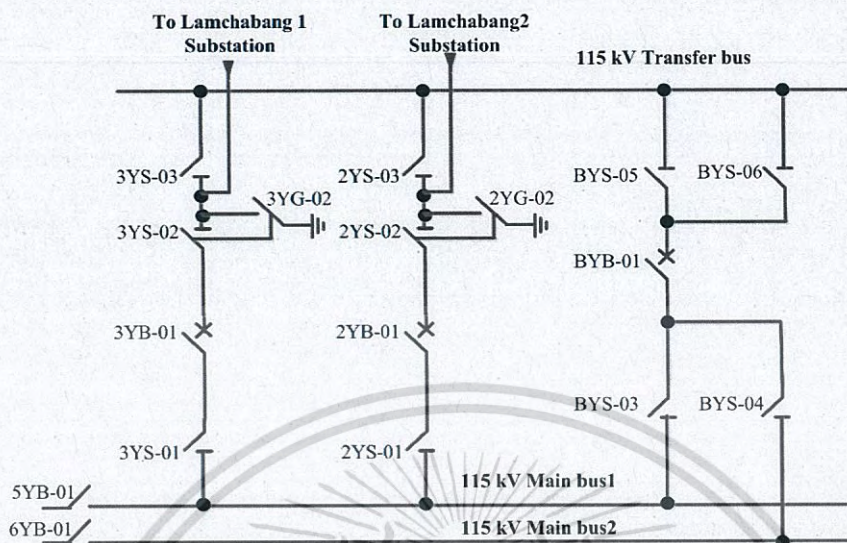 To Lamchabang 1
Substation
To Lamchabang2
Substation
115 kV Transfer bus
3YS-03
3YG-02
3YS-02
2YS-03
2YG-02
2YS-02
BYS-05
BYS-06
BYB-01
3YB-01
2YB-01
BYS-03
BYS-04
3YS-01
2YS-01
5YB-01
115 kV Main bus1
6YB-01
115 kV Main bus2